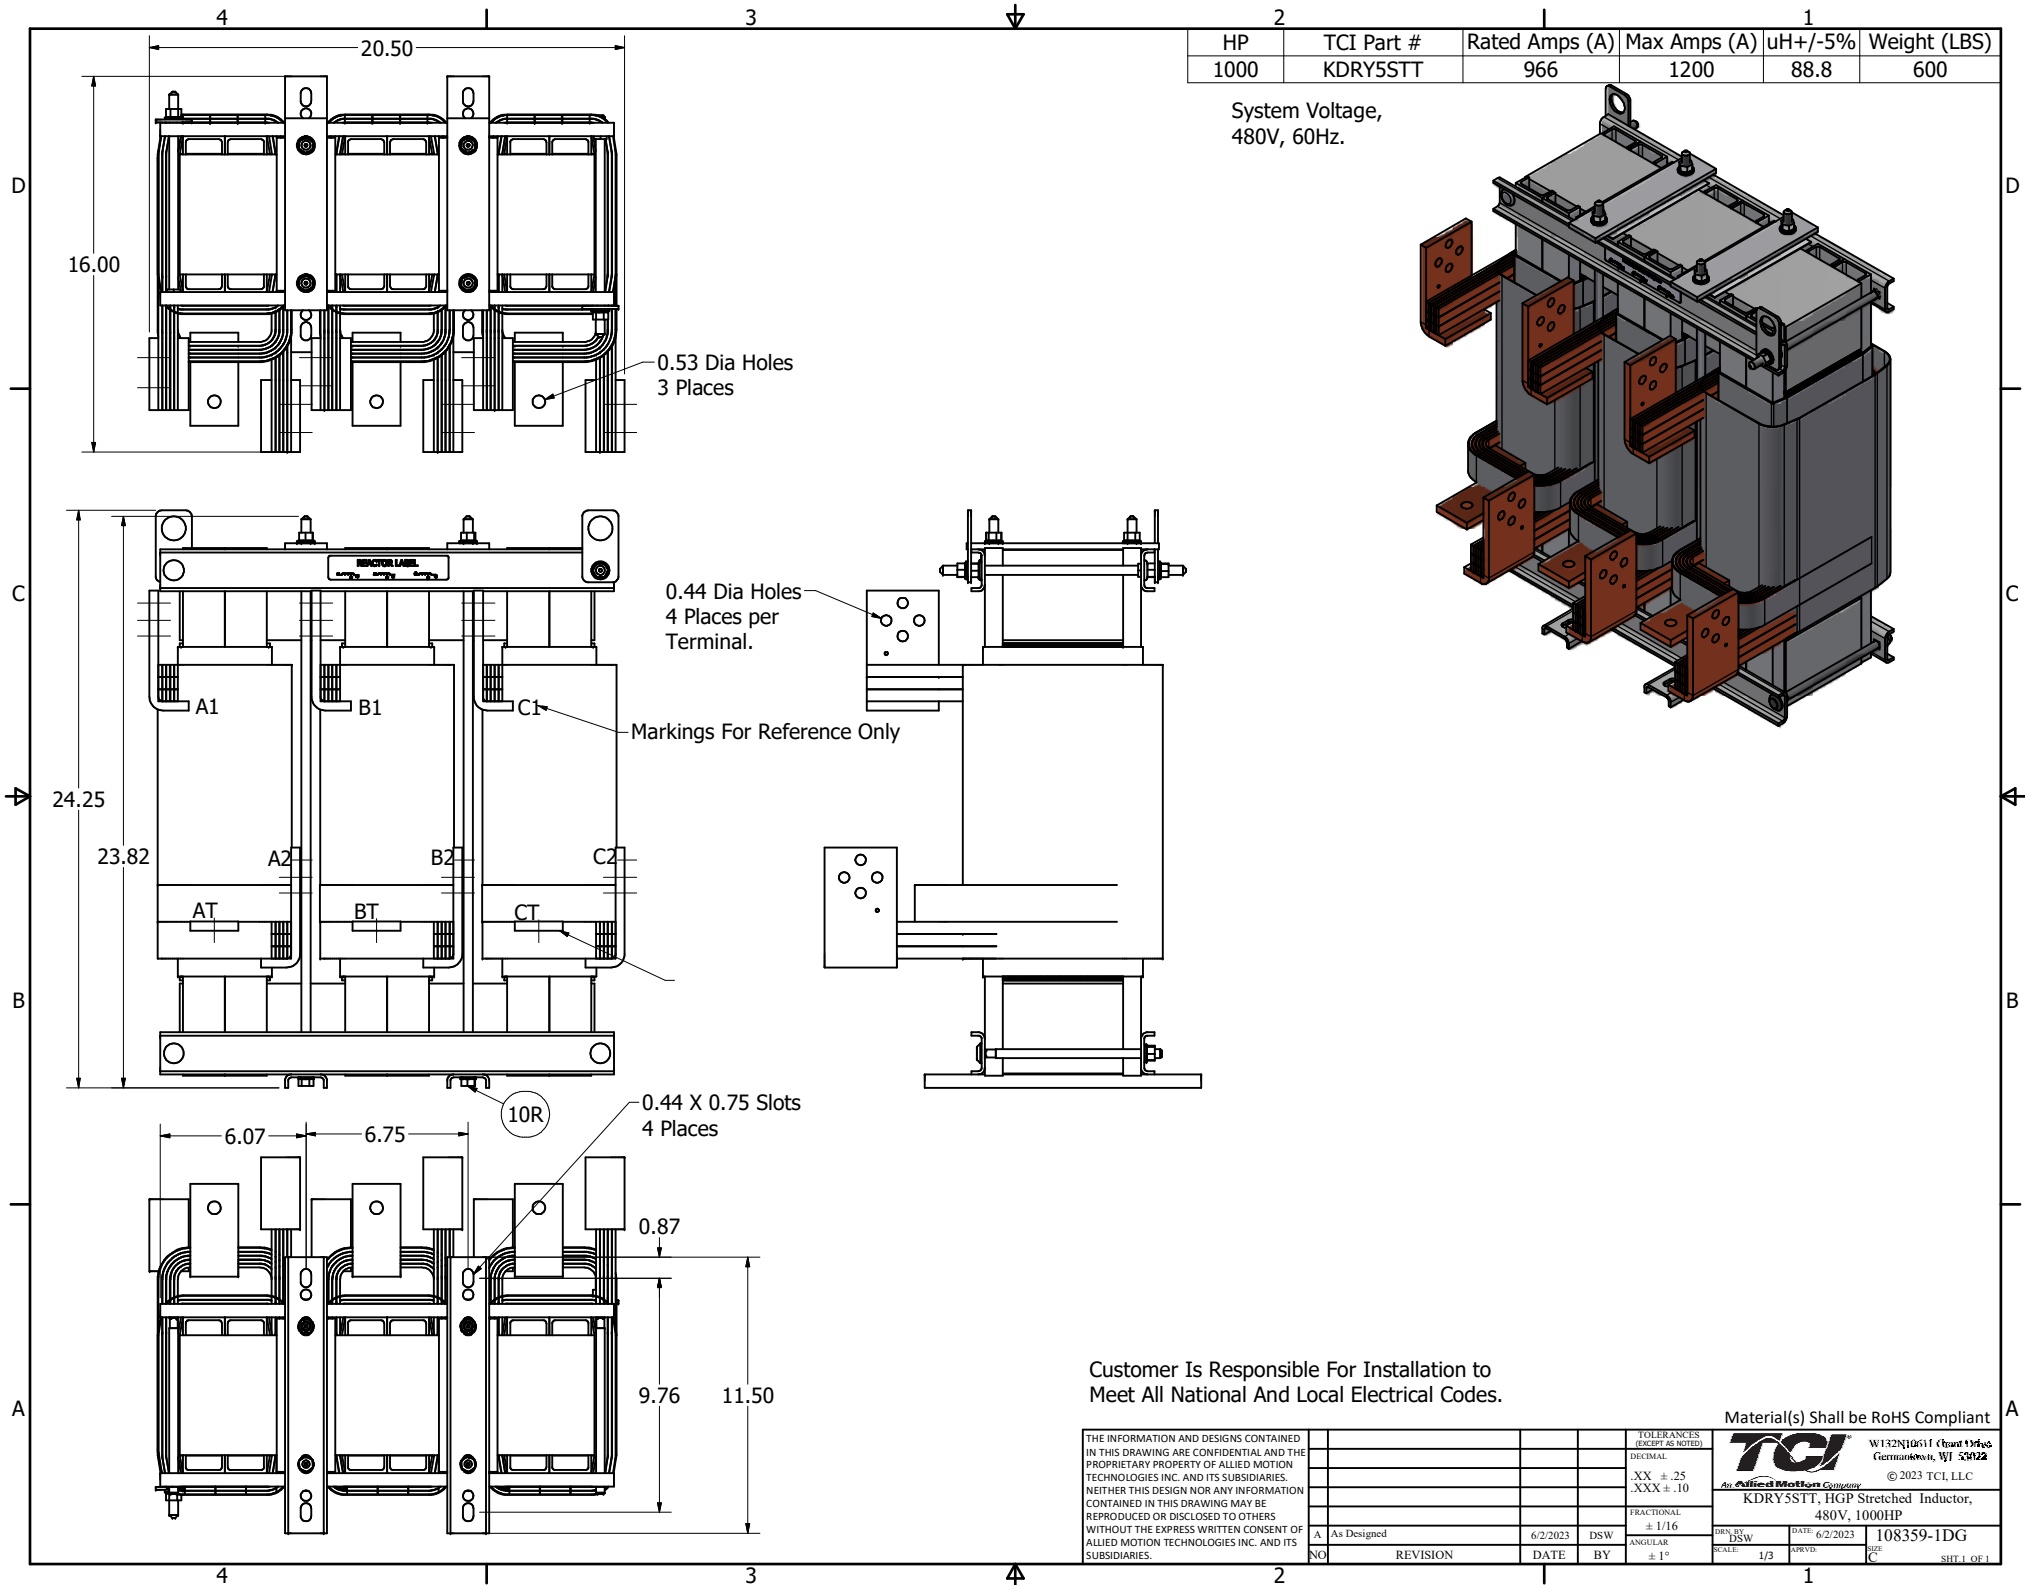 4 3 2 1
D
C
B
A
D
C
B
A
HP TCI Part # Rated Amps (A) Max Amps (A) uH+/-5% Weight (LBS)
1000 KDRY5STT 966 1200 88.8 600
System Voltage,
480V, 60Hz.
20.50
16.00
0.53 Dia Holes
3 Places
REACTOR LABEL
0.44 Dia Holes
4 Places per
Terminal.
A1 B1 C1
Markings For Reference Only
24.25
23.82
A2 B2 C2
AT BT CT
10R
0.44 X 0.75 Slots
4 Places
6.07 6.75
0.87
9.76 11.50
Customer Is Responsible For Installation to
Meet All National And Local Electrical Codes.
Material(s) Shall be RoHS Compliant
THE INFORMATION AND DESIGNS CONTAINED
IN THIS DRAWING ARE CONFIDENTIAL AND THE
PROPRIETARY PROPERTY OF ALLIED MOTION
TECHNOLOGIES INC. AND ITS SUBSIDIARIES.
NEITHER THIS DESIGN NOR ANY INFORMATION
CONTAINED IN THIS DRAWING MAY BE
REPRODUCED OR DISCLOSED TO OTHERS
WITHOUT THE EXPRESS WRITTEN CONSENT OF
ALLIED MOTION TECHNOLOGIES INC. AND ITS
SUBSIDIARIES.
A As Designed 6/2/2023 DSW
NO REVISION DATE BY
TOLERANCES
(EXCEPT AS NOTED)
DECIMAL
.XX ± .25
.XXX ± .10
FRACTIONAL
± 1/16
ANGULAR
± 1°
TCI
An Allied Motion Company
W132N10611 Grant Drive
Germantown, WI 53022
© 2023 TCI, LLC
KDRY5STT, HGP Stretched Inductor,
480V, 1000HP
DRN. BY DSW
DATE: 6/2/2023
108359-1DG
SCALE: 1/3
APRVD:
SIZE C
SHT.1 OF 1
4 3 2 1